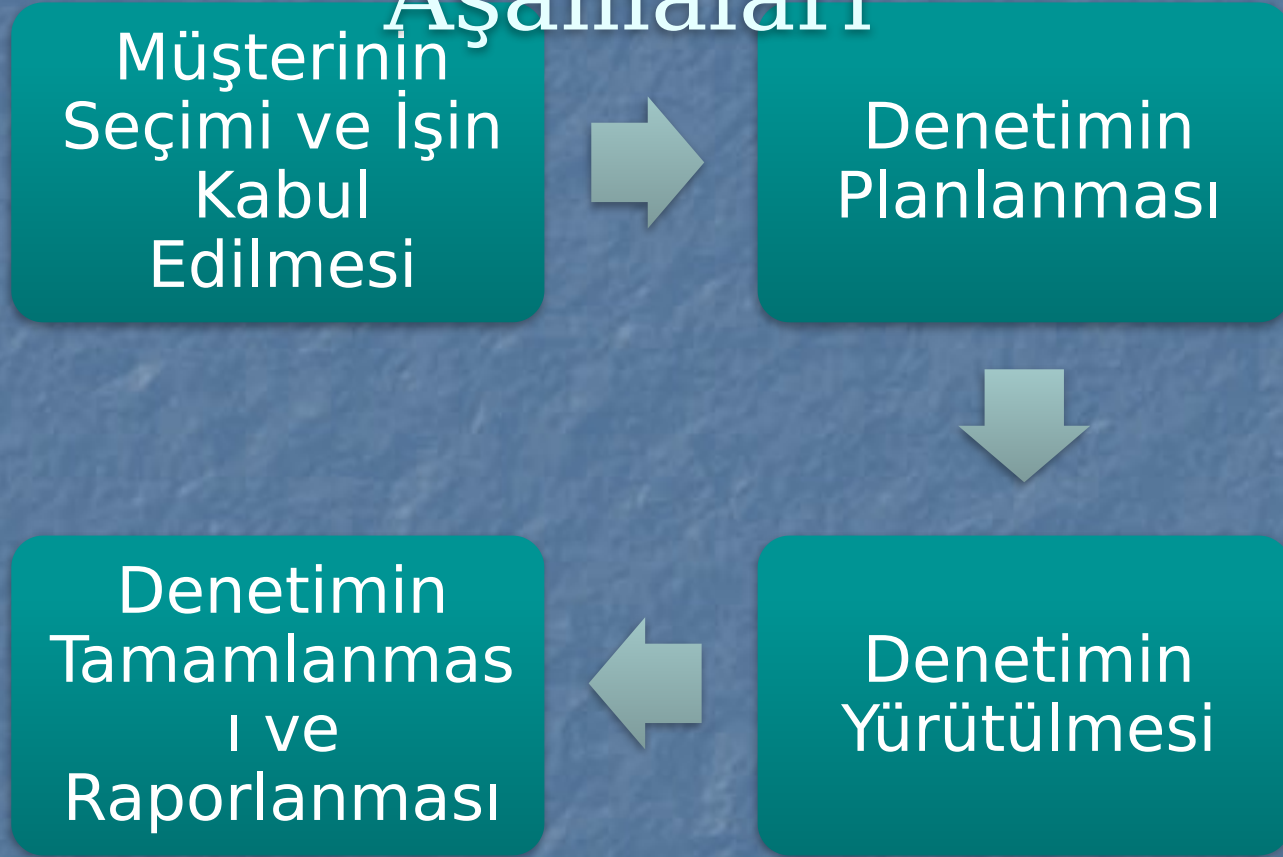 Aşamaları
Müşterinin
Seçimi ve İşin
Kabul
Edilmesi
Denetimin
Planlanması
Denetimin
Yürütülmesi
Denetimin
Tamamlanmas
ı ve
Raporlanması